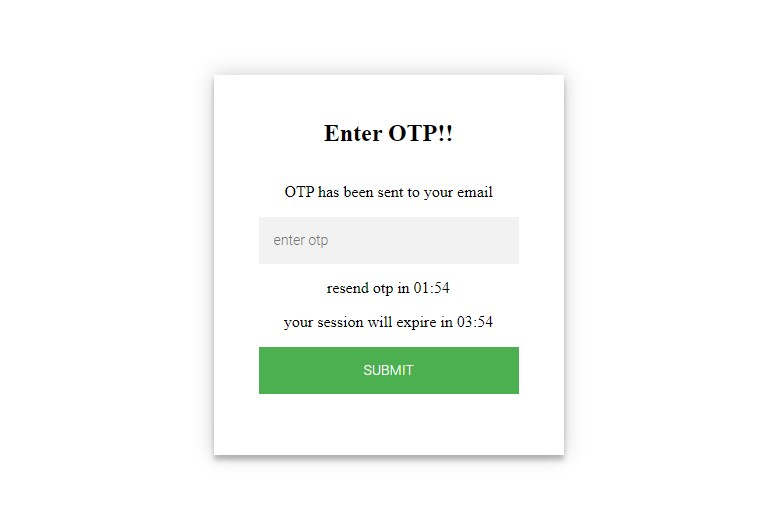 Enter OTP!!
OTP has been sent to your email
enter otp
resend otp in 01:54
your session will expire in 03:54
SUBMIT